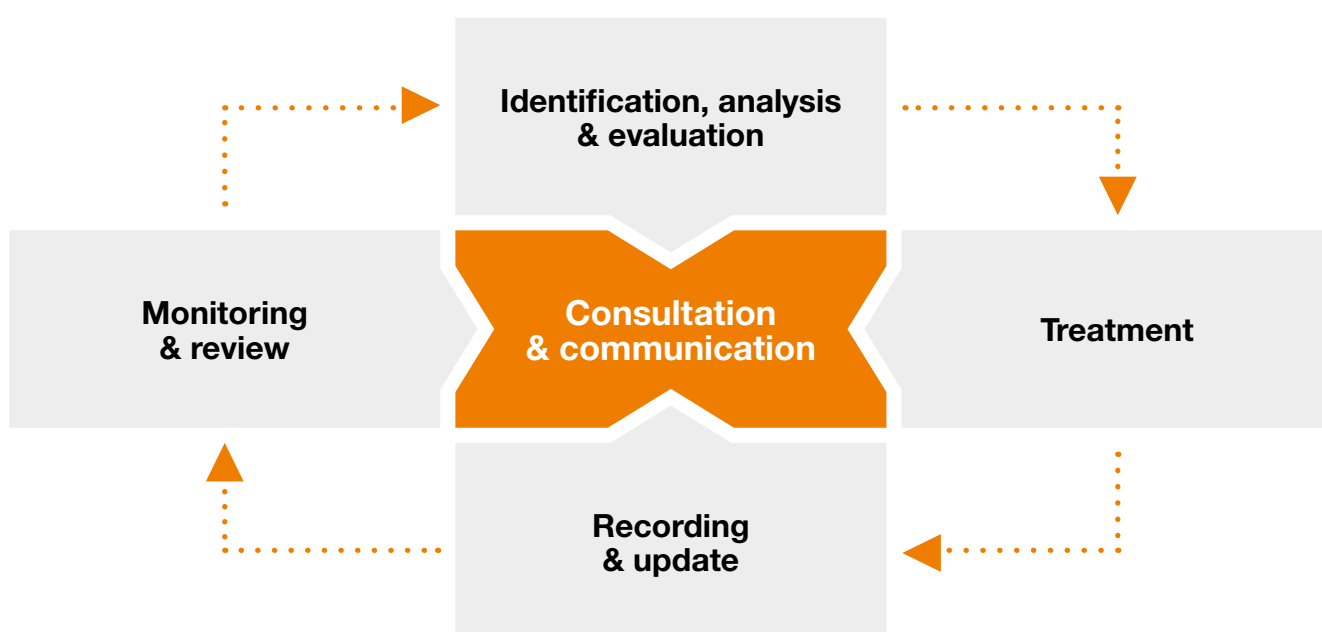 Identification, analysis
& evaluation
Monitoring
& review
Consultation
& communication
Treatment
Recording
& update